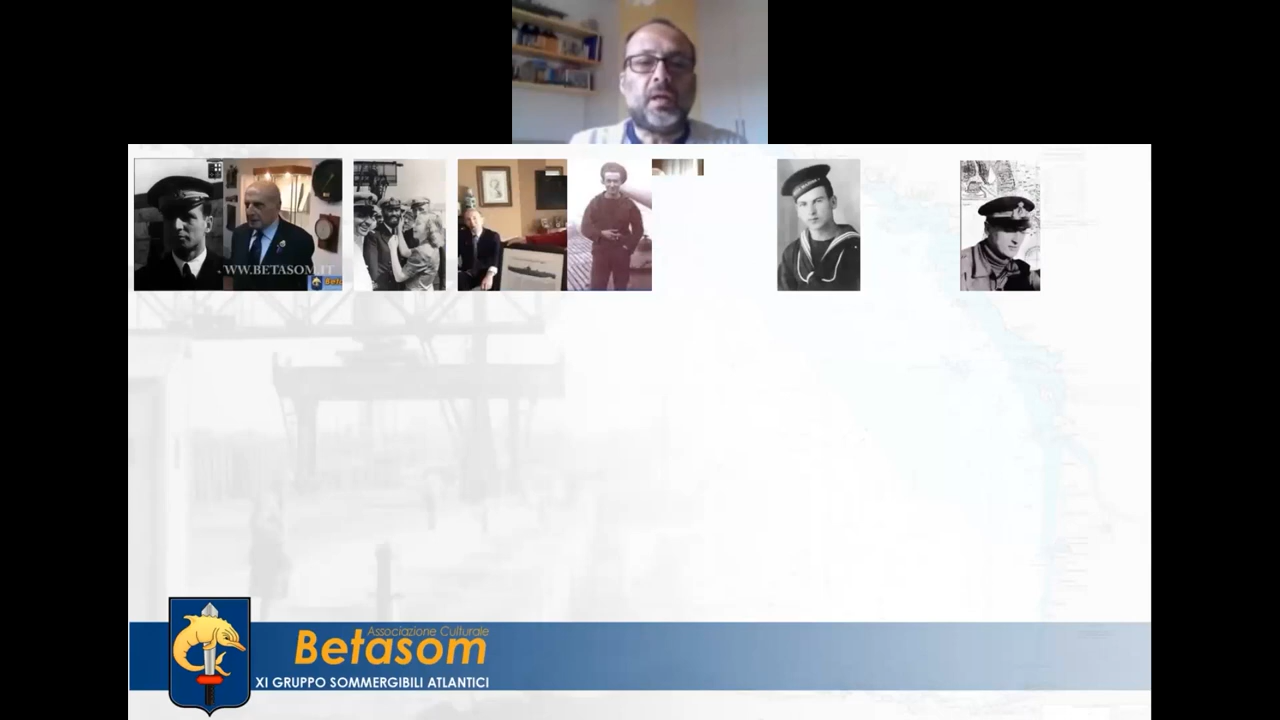 WWW.BETASOM.IT
Associazione Culturale
Betasom
XI GRUPPO SOMMERGIBILI ATLANTICI